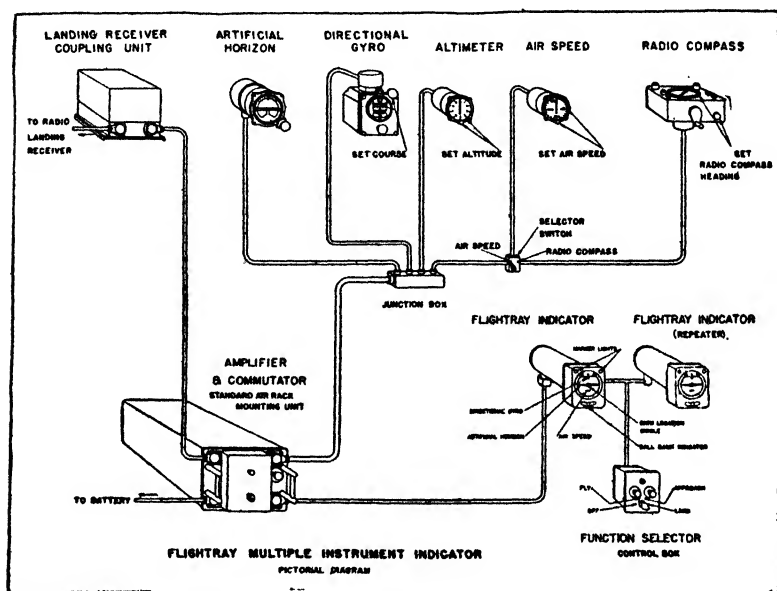 LANDING RECEIVER
COUPLING UNIT
ARTIFICIAL
HORIZON
DIRECTIONAL
GYRO
ALTIMETER
AIR SPEED
RADIO COMPASS
TO RADIO
LANDING
RECEIVER
SET COURSE
SET ALTITUDE
SET AIR SPEED
SET
RADIO COMPASS
HEADING
SELECTOR
SWITCH
AIR SPEED
RADIO COMPASS
JUNCTION BOX
FLIGHTRAY INDICATOR
FLIGHTRAY INDICATOR
(REPEATER)
AMPLIFIER
& COMMUTATOR
STANDARD AIR RACK
MOUNTING UNIT
MARKER LIGHTS
DIRECTIONAL GYRO
ARTIFICIAL HORIZON
AIR SPEED
BALL BANK INDICATOR
TO BATTERY
FLY
OFF
APPROACH
LAND
FUNCTION SELECTOR
CONTROL BOX
FLIGHTRAY MULTIPLE INSTRUMENT INDICATOR
PICTORIAL DIAGRAM